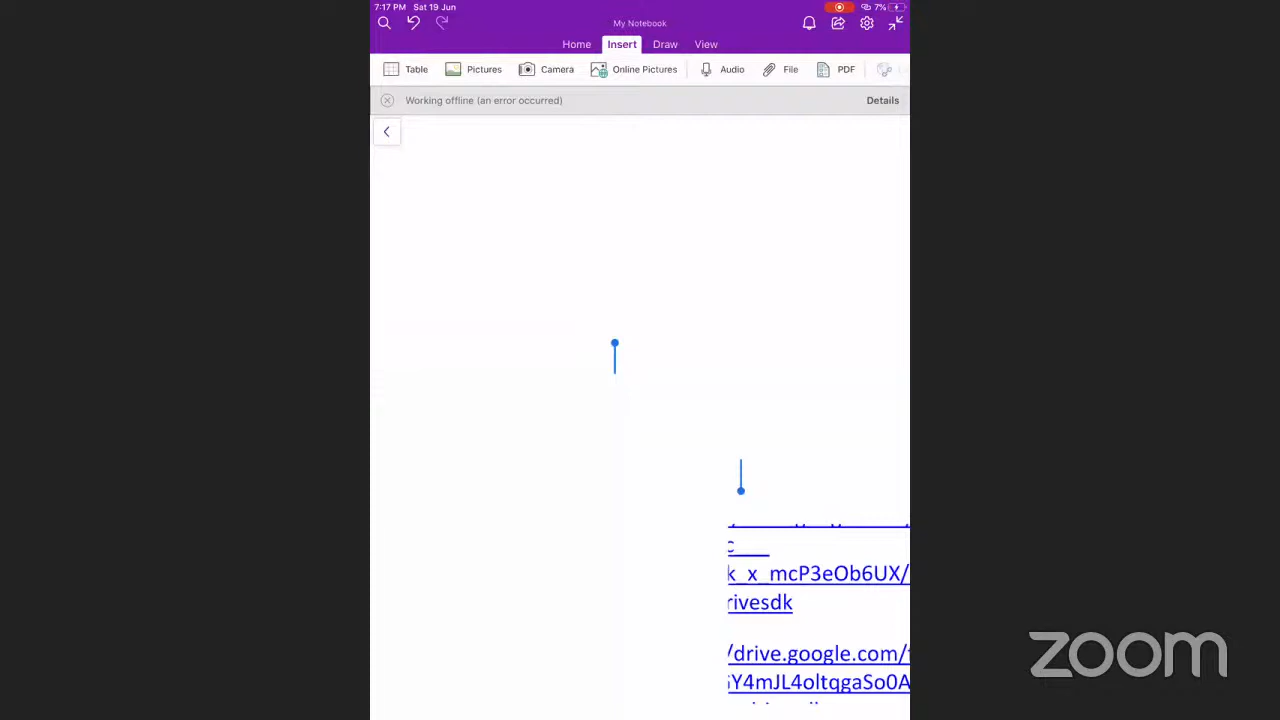 7:17 PM Sat 19 Jun
7%
My Notebook
Home Insert Draw View
Table Pictures Camera Online Pictures Audio File PDF
Working offline (an error occurred) Details
k_x_mcP3eOb6UX/
rivesdk
/drive.google.com/
Y4mJL4oltqgaSo0A
zoom